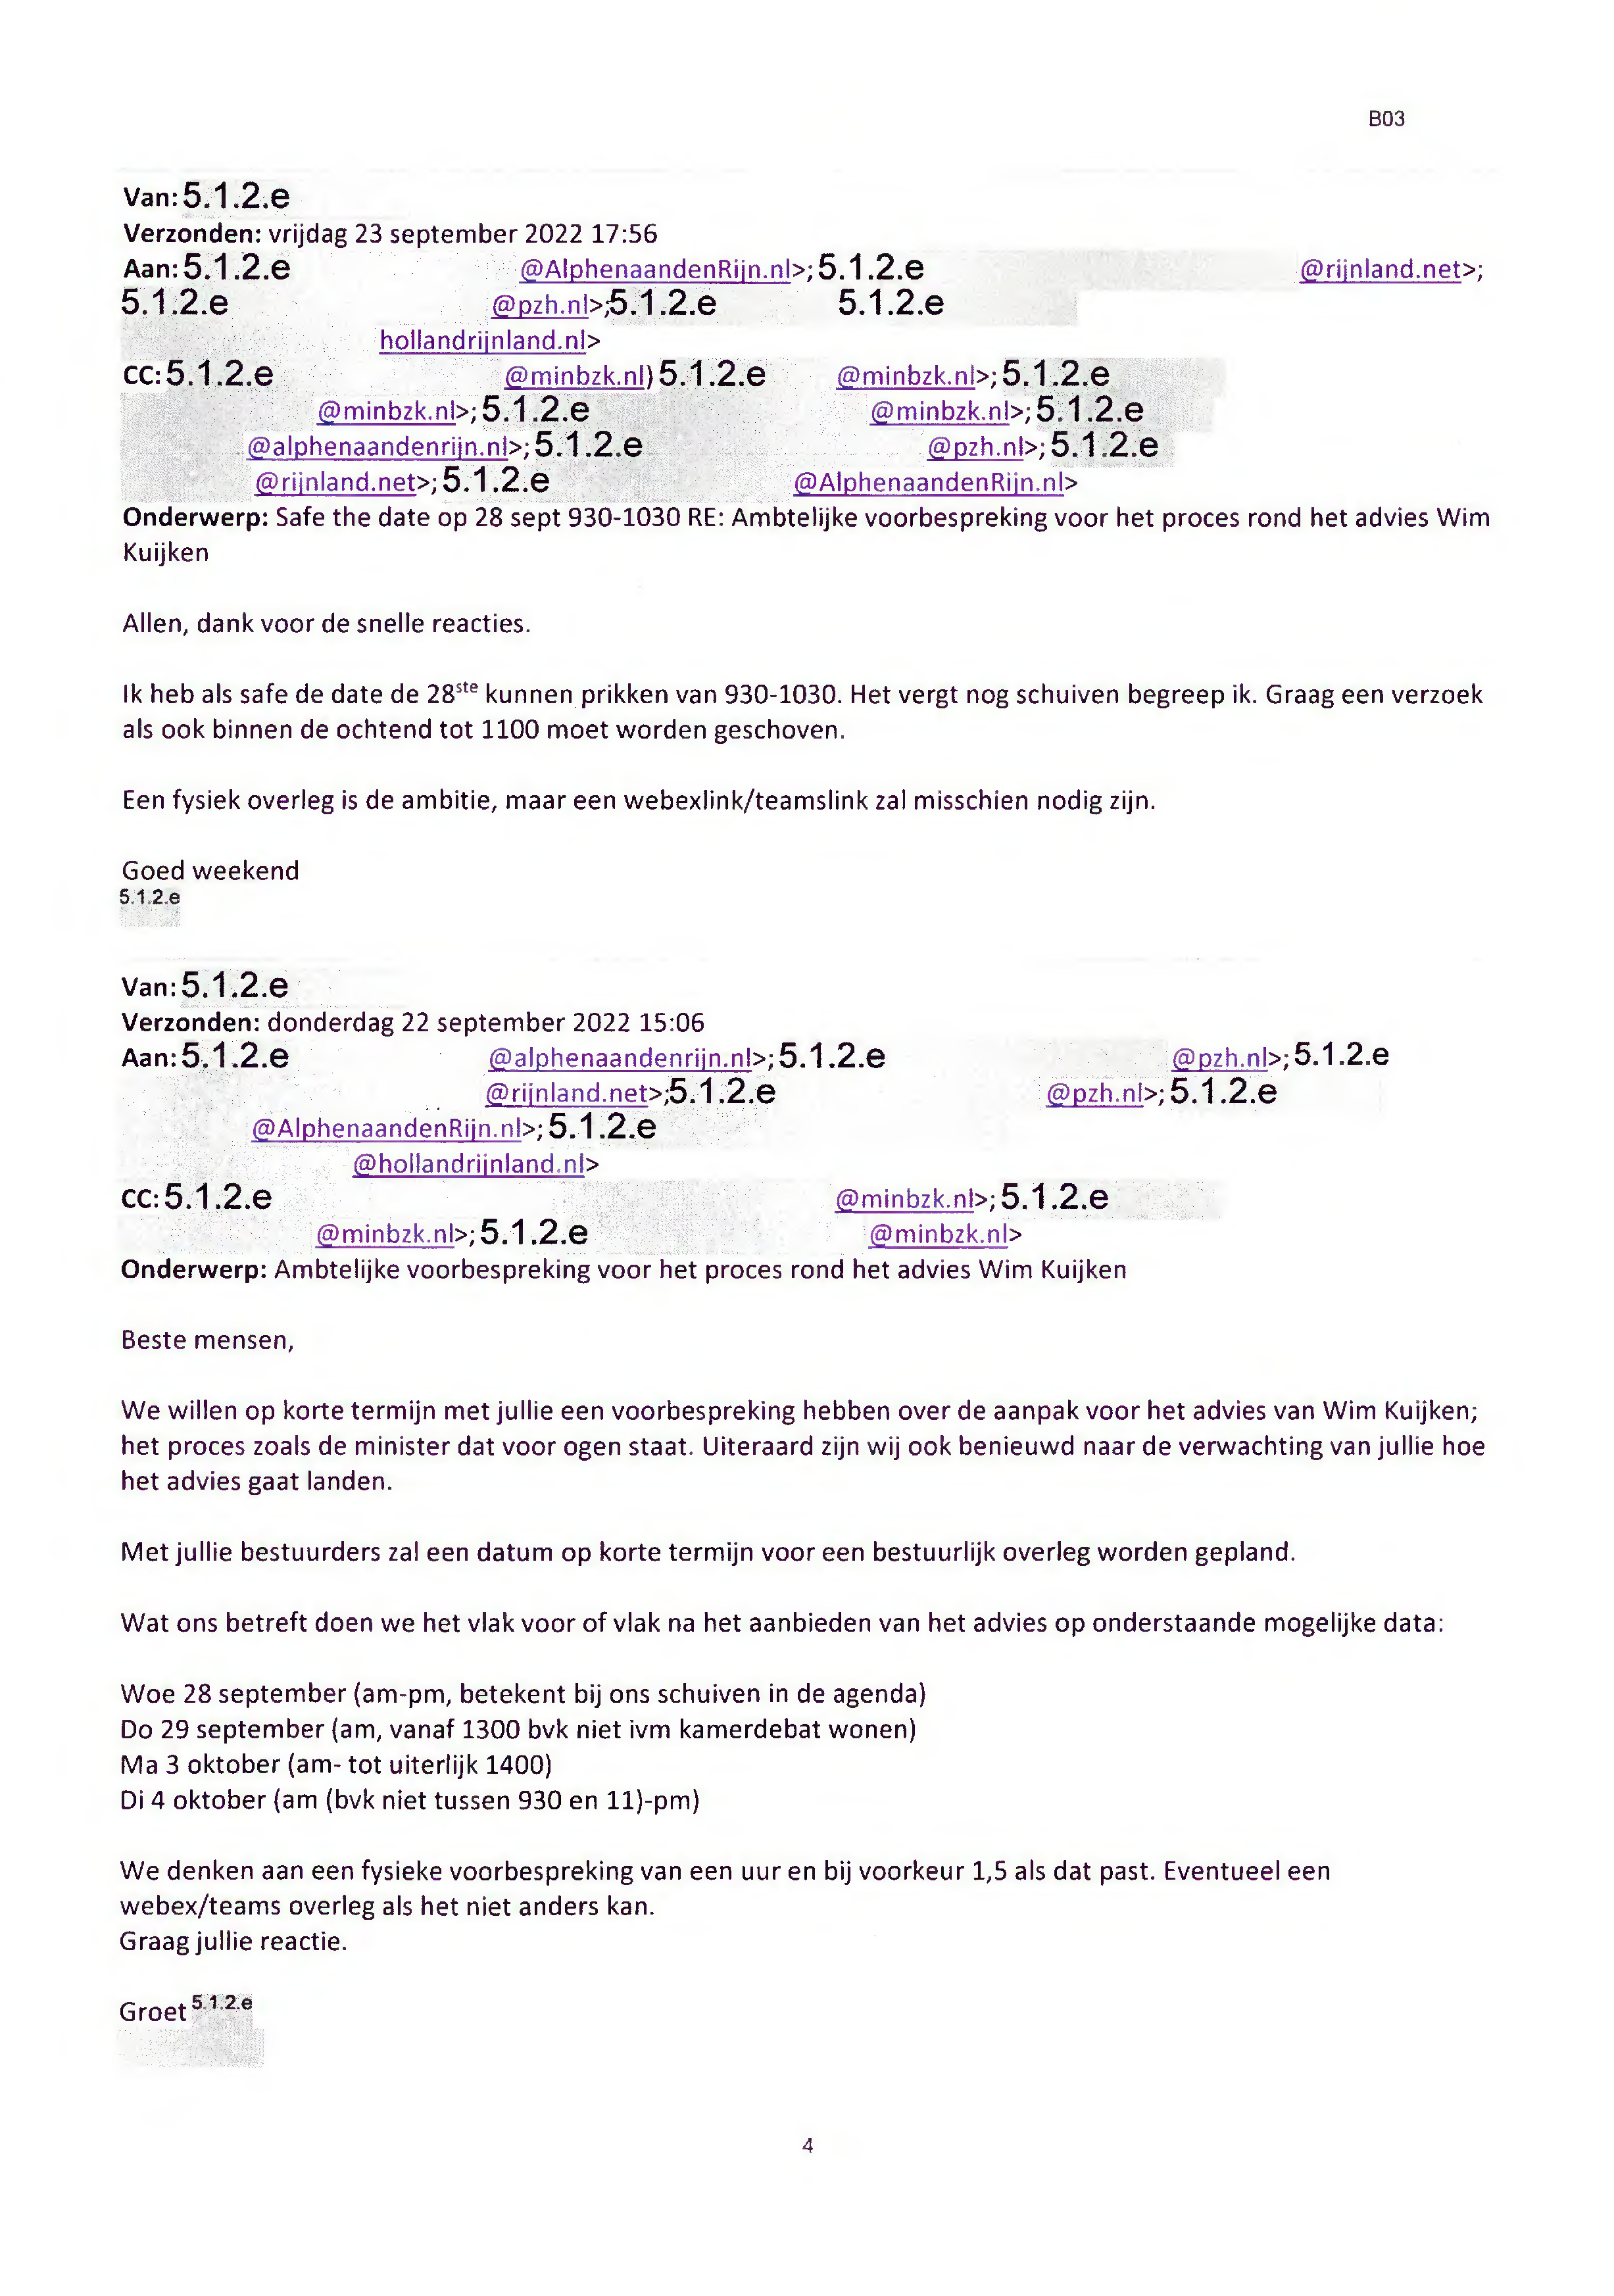 B03
Van: 5.1.2.e
Verzonden: vrijdag 23 september 2022 17:56
Aan: 5.1.2.e @AlphenaandenRijn.nl>; 5.1.2.e @rijnland.net>;
5.1.2.e @pzh.nl>;5.1.2.e 5.1.2.e
hollandrijnland.nl>
CC: 5.1.2.e @minbzk.nl) 5.1.2.e @minbzk.nl>; 5.1.2.e
@minbzk.nl>; 5.1.2.e @minbzk.nl>; 5.1.2.e
@alphenaandenrijn.nl>; 5.1.2.e @pzh.nl>; 5.1.2.e
@rijnland.net>; 5.1.2.e @AlphenaandenRijn.nl>
Onderwerp: Safe the date op 28 sept 930-1030 RE: Ambtelijke voorbespreking voor het proces rond het advies Wim
Kuijken
Allen, dank voor de snelle reacties.
Ik heb als safe de date de 28ste kunnen prikken van 930-1030. Het vergt nog schuiven begreep ik. Graag een verzoek
als ook binnen de ochtend tot 1100 moet worden geschoven.
Een fysiek overleg is de ambitie, maar een webexlink/teamslink zal misschien nodig zijn.
Goed weekend
5.1.2.e
Van: 5.1.2.e
Verzonden: donderdag 22 september 2022 15:06
Aan: 5.1.2.e @alphenaandenrijn.nl>; 5.1.2.e @pzh.nl>; 5.1.2.e
@rijnland.net>;5.1.2.e @pzh.nl>; 5.1.2.e
@AlphenaandenRijn.nl>; 5.1.2.e
@hollandrijnland.nl>
CC: 5.1.2.e @minbzk.nl>; 5.1.2.e
@minbzk.nl>; 5.1.2.e @minbzk.nl>
Onderwerp: Ambtelijke voorbespreking voor het proces rond het advies Wim Kuijken
Beste mensen,
We willen op korte termijn met jullie een voorbespreking hebben over de aanpak voor het advies van Wim Kuijken;
het proces zoals de minister dat voor ogen staat. Uiteraard zijn wij ook benieuwd naar de verwachting van jullie hoe
het advies gaat landen.
Met jullie bestuurders zal een datum op korte termijn voor een bestuurlijk overleg worden gepland.
Wat ons betreft doen we het vlak voor of vlak na het aanbieden van het advies op onderstaande mogelijke data:
Woe 28 september (am-pm, betekent bij ons schuiven in de agenda)
Do 29 september (am, vanaf 1300 bvk niet ivm kamerdebat wonen)
Ma 3 oktober (am- tot uiterlijk 1400)
Di 4 oktober (am (bvk niet tussen 930 en 11)-pm)
We denken aan een fysieke voorbespreking van een uur en bij voorkeur 1,5 als dat past. Eventueel een
webex/teams overleg als het niet anders kan.
Graag jullie reactie.
Groet 5.1.2.e
4